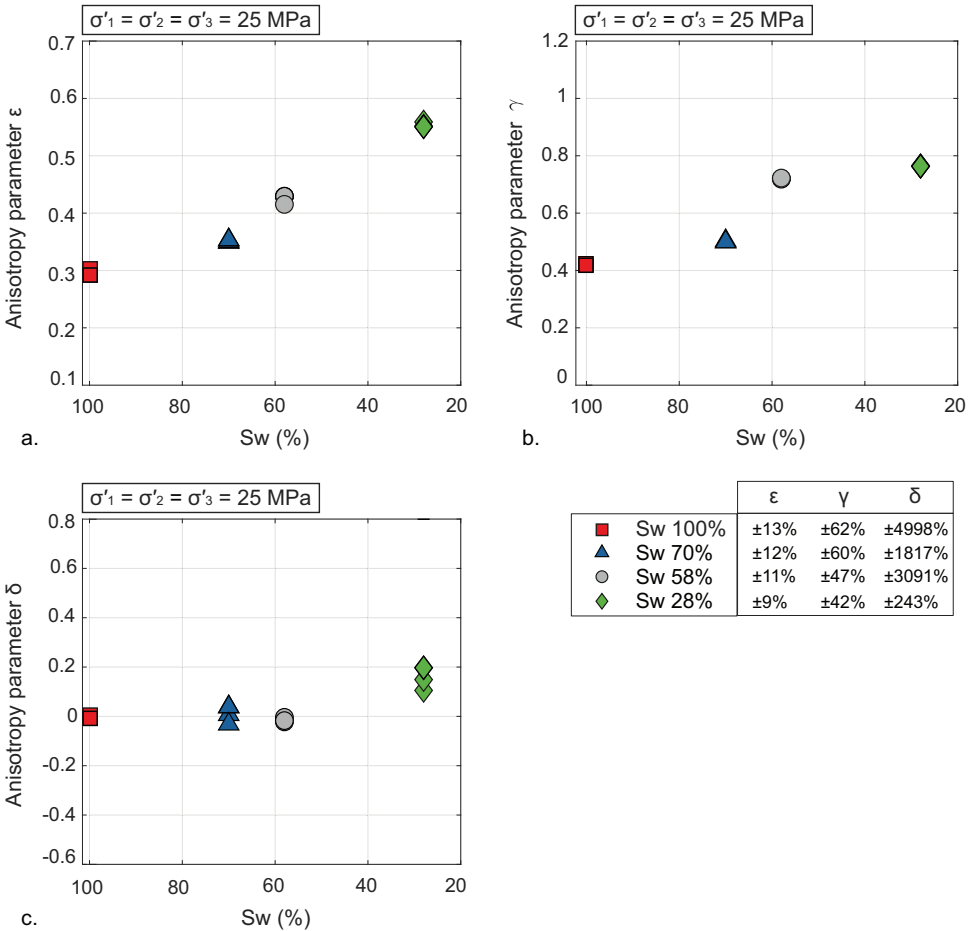 σ′₁ = σ′₂ = σ′₃ = 25 MPa
0.7
0.6
0.5
0.4
0.3
0.2
0.1
Anisotropy parameter ε
100 80 60 40 20
Sw (%)
a.
σ′₁ = σ′₂ = σ′₃ = 25 MPa
1.2
1
0.8
0.6
0.4
0.2
0
Anisotropy parameter γ
100 80 60 40 20
Sw (%)
b.
σ′₁ = σ′₂ = σ′₃ = 25 MPa
0.8
0.6
0.4
0.2
0
-0.2
-0.4
-0.6
Anisotropy parameter δ
100 80 60 40 20
Sw (%)
c.
ε γ δ
Sw 100% ±13% ±62% ±4998%
Sw 70% ±12% ±60% ±1817%
Sw 58% ±11% ±47% ±3091%
Sw 28% ±9% ±42% ±243%